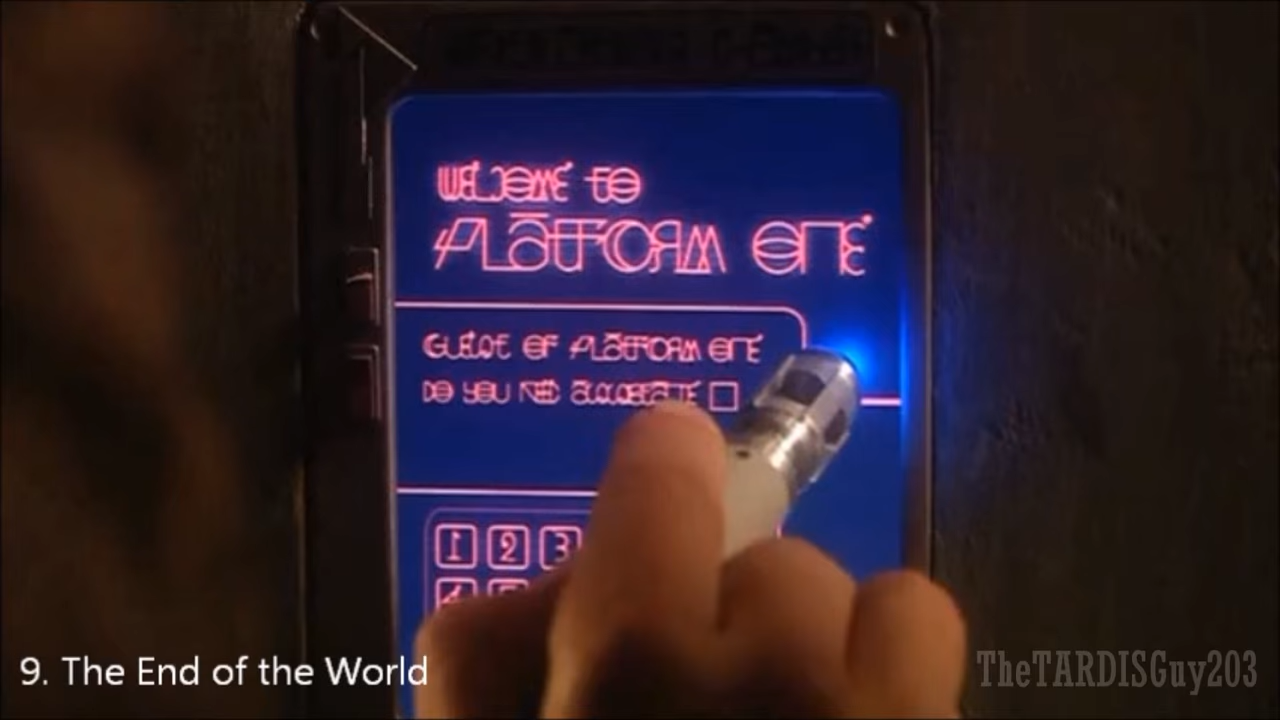 WELCOME TO
PLATFORM ONE
GUEST OF PLATFORM ONE
DO YOU NEED
1 2 3
9. The End of the World
TheTARDISGuy203